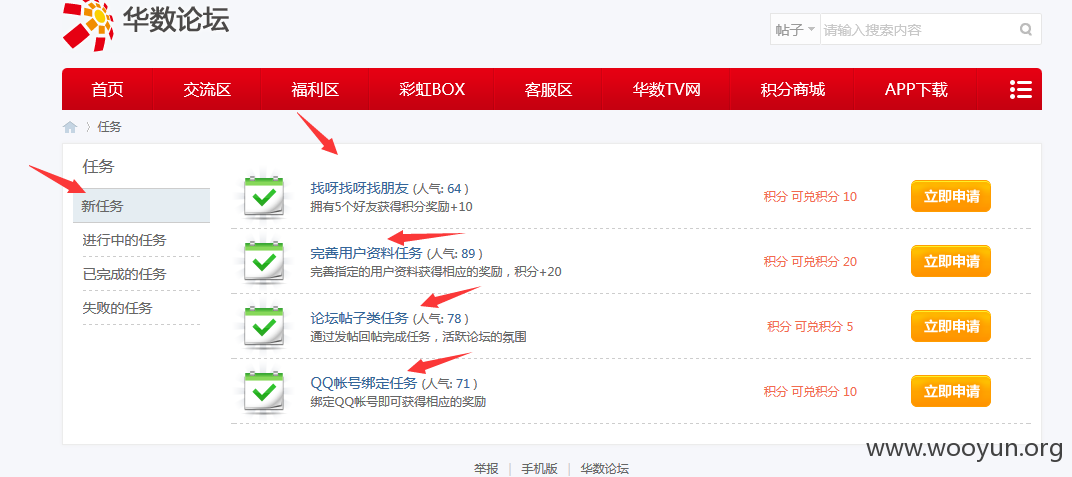 华数论坛
帖子 请输入搜索内容
首页 交流区 福利区 彩虹BOX 客服区 华数TV网 积分商城 APP下载
任务
任务
新任务
进行中的任务
已完成的任务
失败的任务
找呀找呀找朋友 (人气: 64 )
拥有5个好友获得积分奖励+10
积分 可兑积分 10
立即申请
完善用户资料任务 (人气: 89 )
完善指定的用户资料获得相应的奖励，积分+20
积分 可兑积分 20
立即申请
论坛帖子类任务 (人气: 78 )
通过发帖回帖完成任务，活跃论坛的氛围
积分 可兑积分 5
立即申请
QQ帐号绑定任务 (人气: 71 )
绑定QQ帐号即可获得相应的奖励
积分 可兑积分 10
立即申请
www.wooyun.org
举报 | 手机版 | 华数论坛